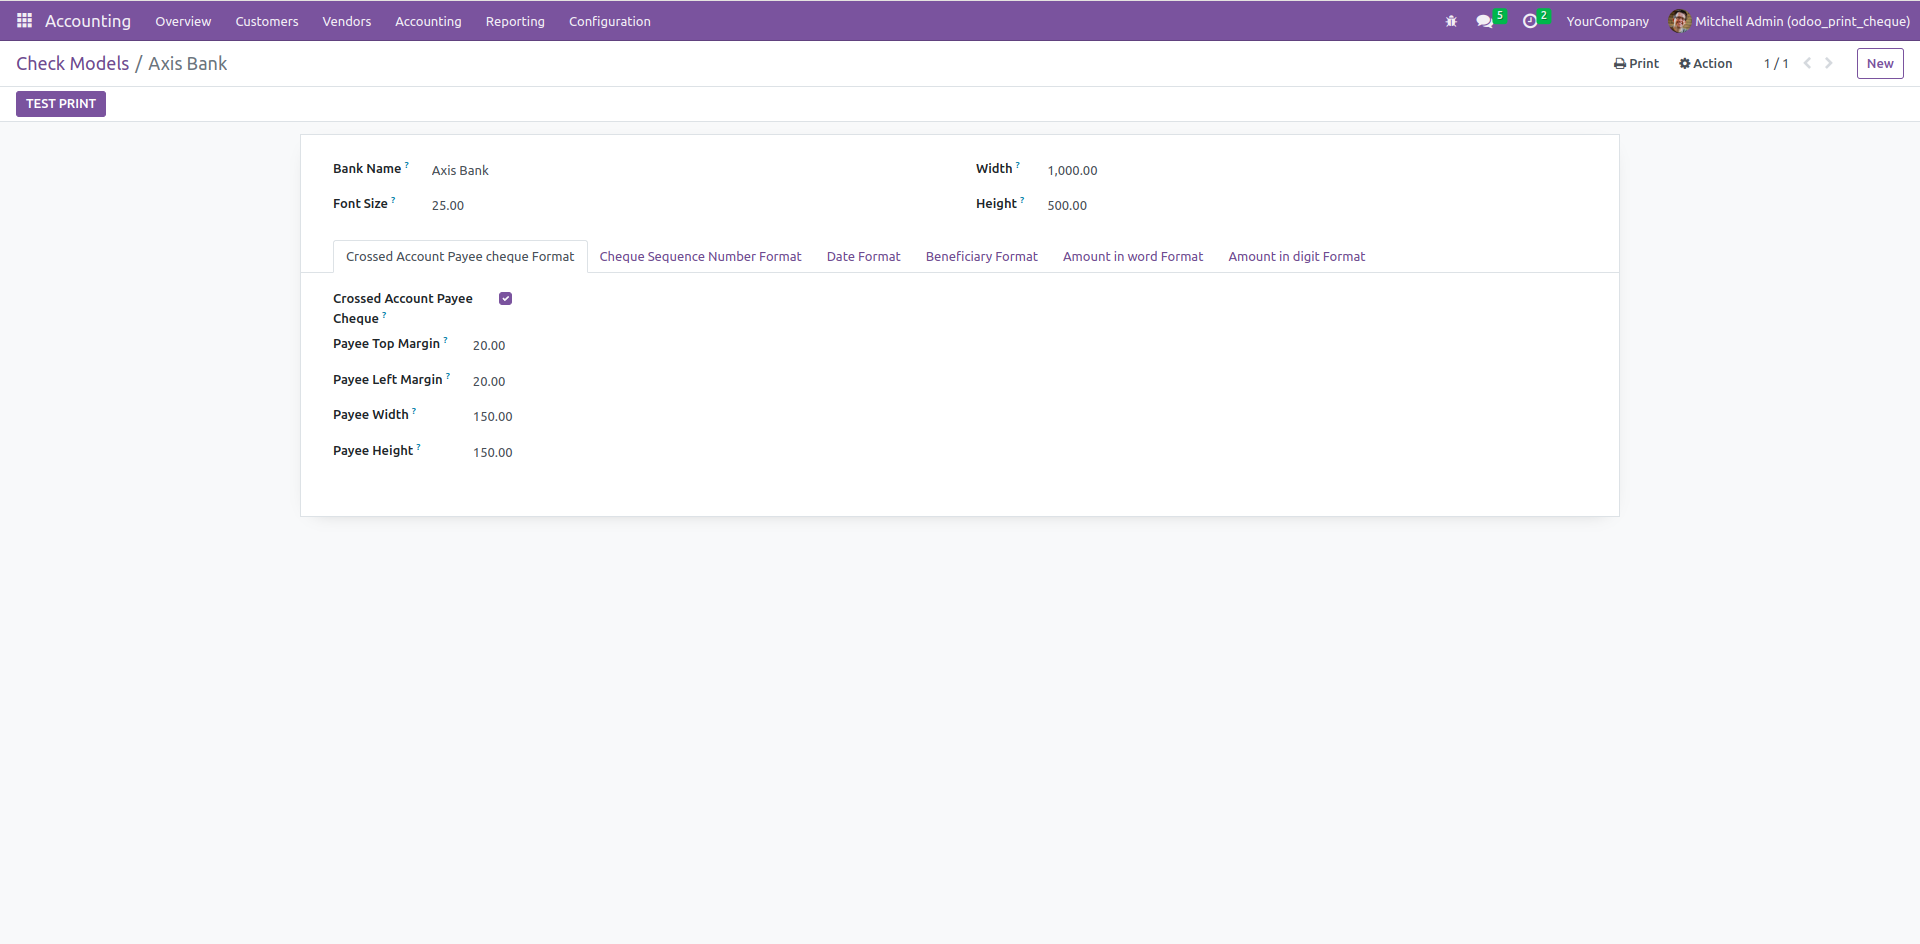 Accounting Overview Customers Vendors Accounting Reporting Configuration 5 2 YourCompany Mitchell Admin (odoo_print_cheque)
Check Models / Axis Bank Print Action 1 / 1 New
TEST PRINT
Bank Name ? Axis Bank Width ? 1,000.00
Font Size ? 25.00 Height ? 500.00
Crossed Account Payee cheque Format Cheque Sequence Number Format Date Format Beneficiary Format Amount in word Format Amount in digit Format
Crossed Account Payee
Cheque ?
Payee Top Margin ? 20.00
Payee Left Margin ? 20.00
Payee Width ? 150.00
Payee Height ? 150.00